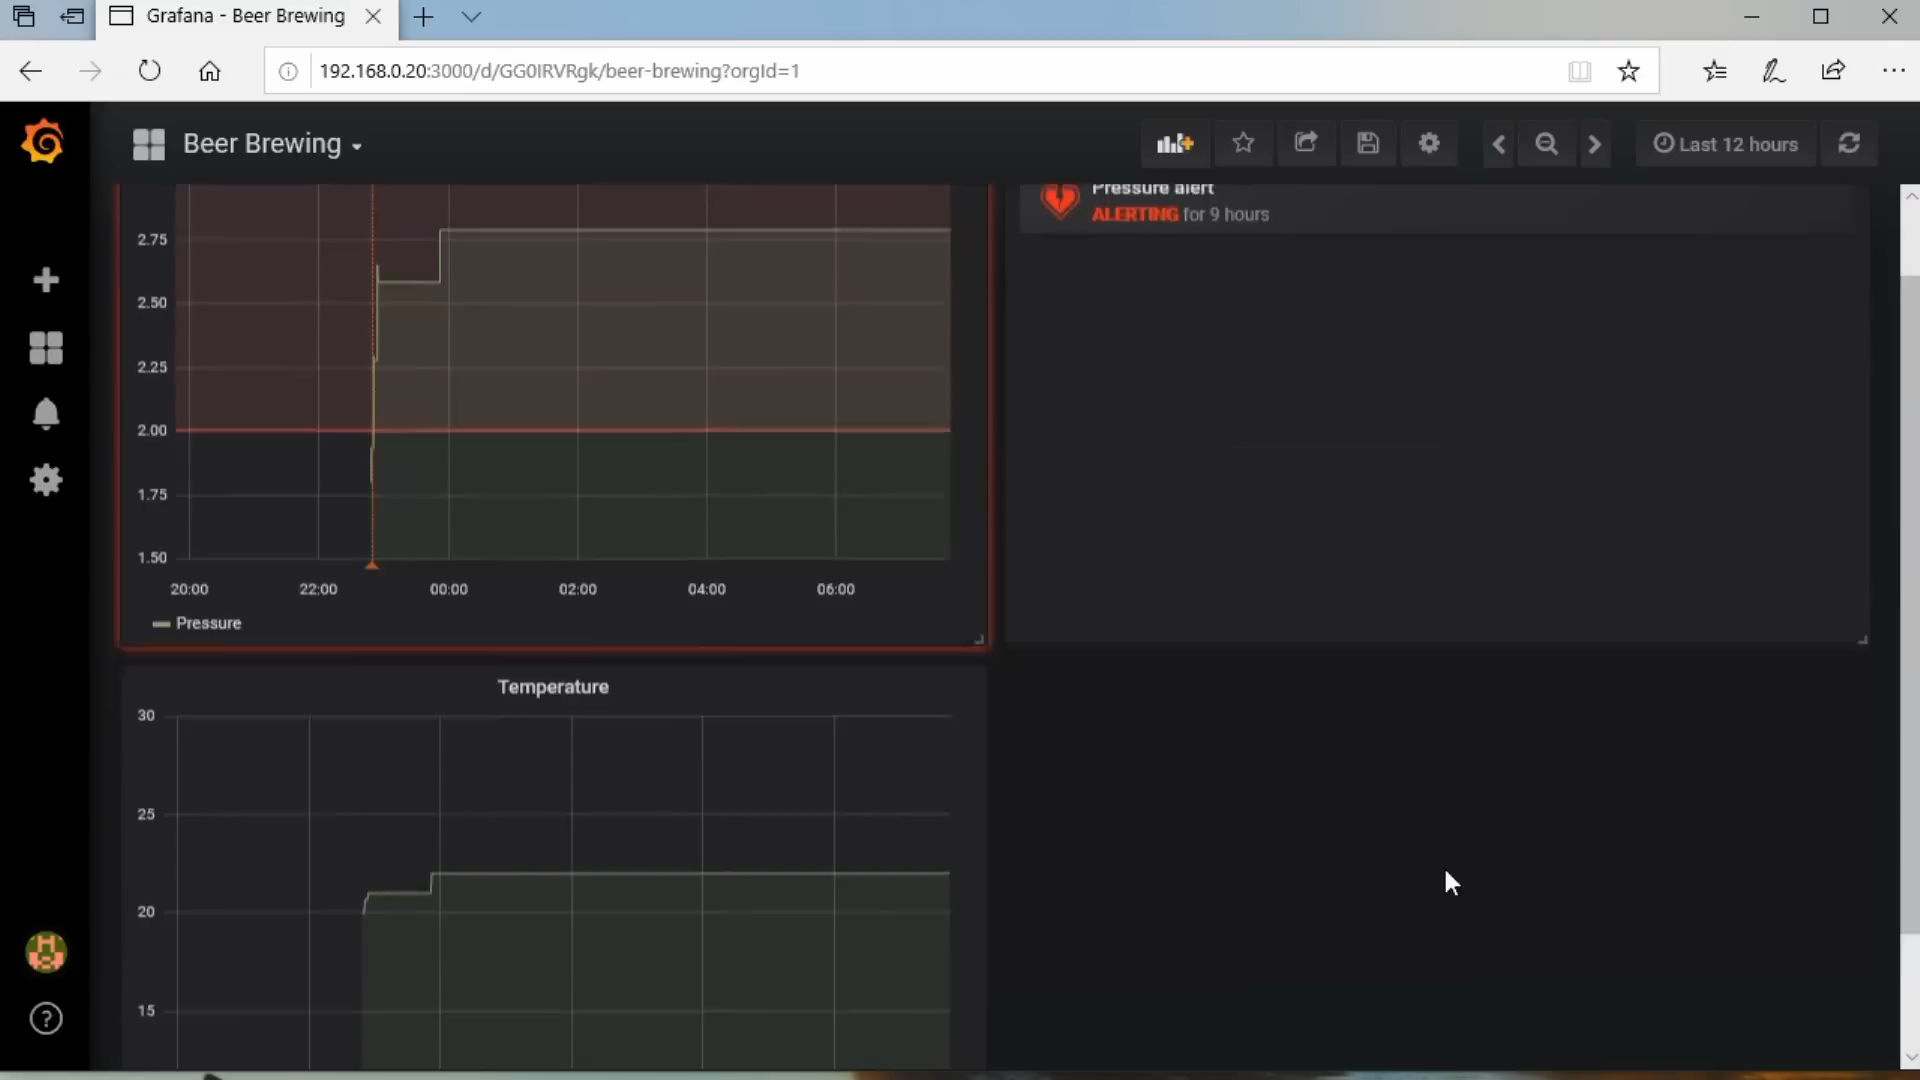 Grafana - Beer Brewing
192.168.0.20:3000/d/GG0IRVRgk/beer-brewing?orgId=1
Beer Brewing
Last 12 hours
Pressure alert
ALERTING for 9 hours
2.75
2.50
2.25
2.00
1.75
1.50
20:00 22:00 00:00 02:00 04:00 06:00
Pressure
Temperature
30
25
20
15